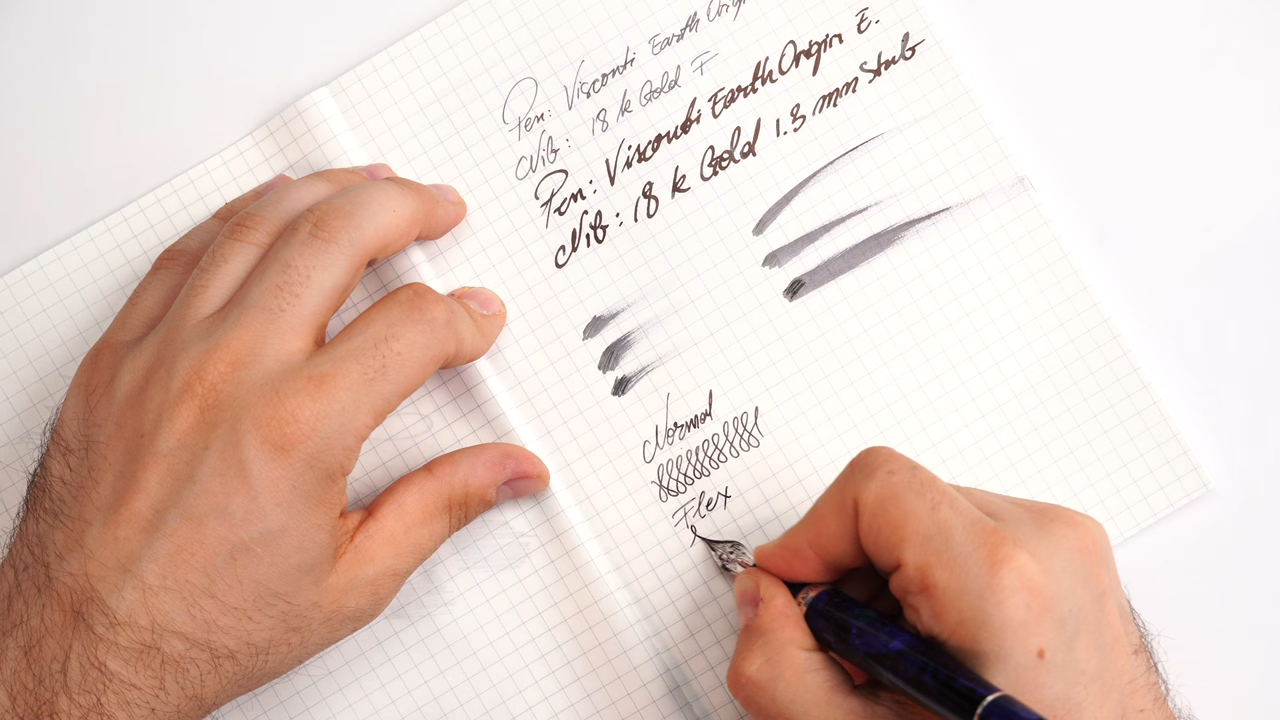 Pen: Visconti Earth Origi
Nib: 18 k Gold F
Pen: Visconti Earth Origin E.
Nib: 18 k Gold 1.3 mm Stub
Normal
Flex